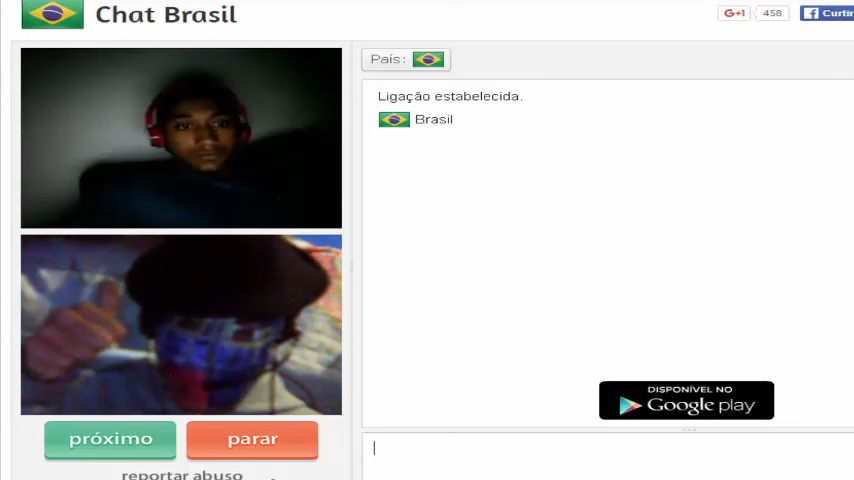 Chat Brasil
G+1 458 Curtir
País:
Ligação estabelecida.
Brasil
DISPONÍVEL NO
Google play
próximo
parar
reportar abuso